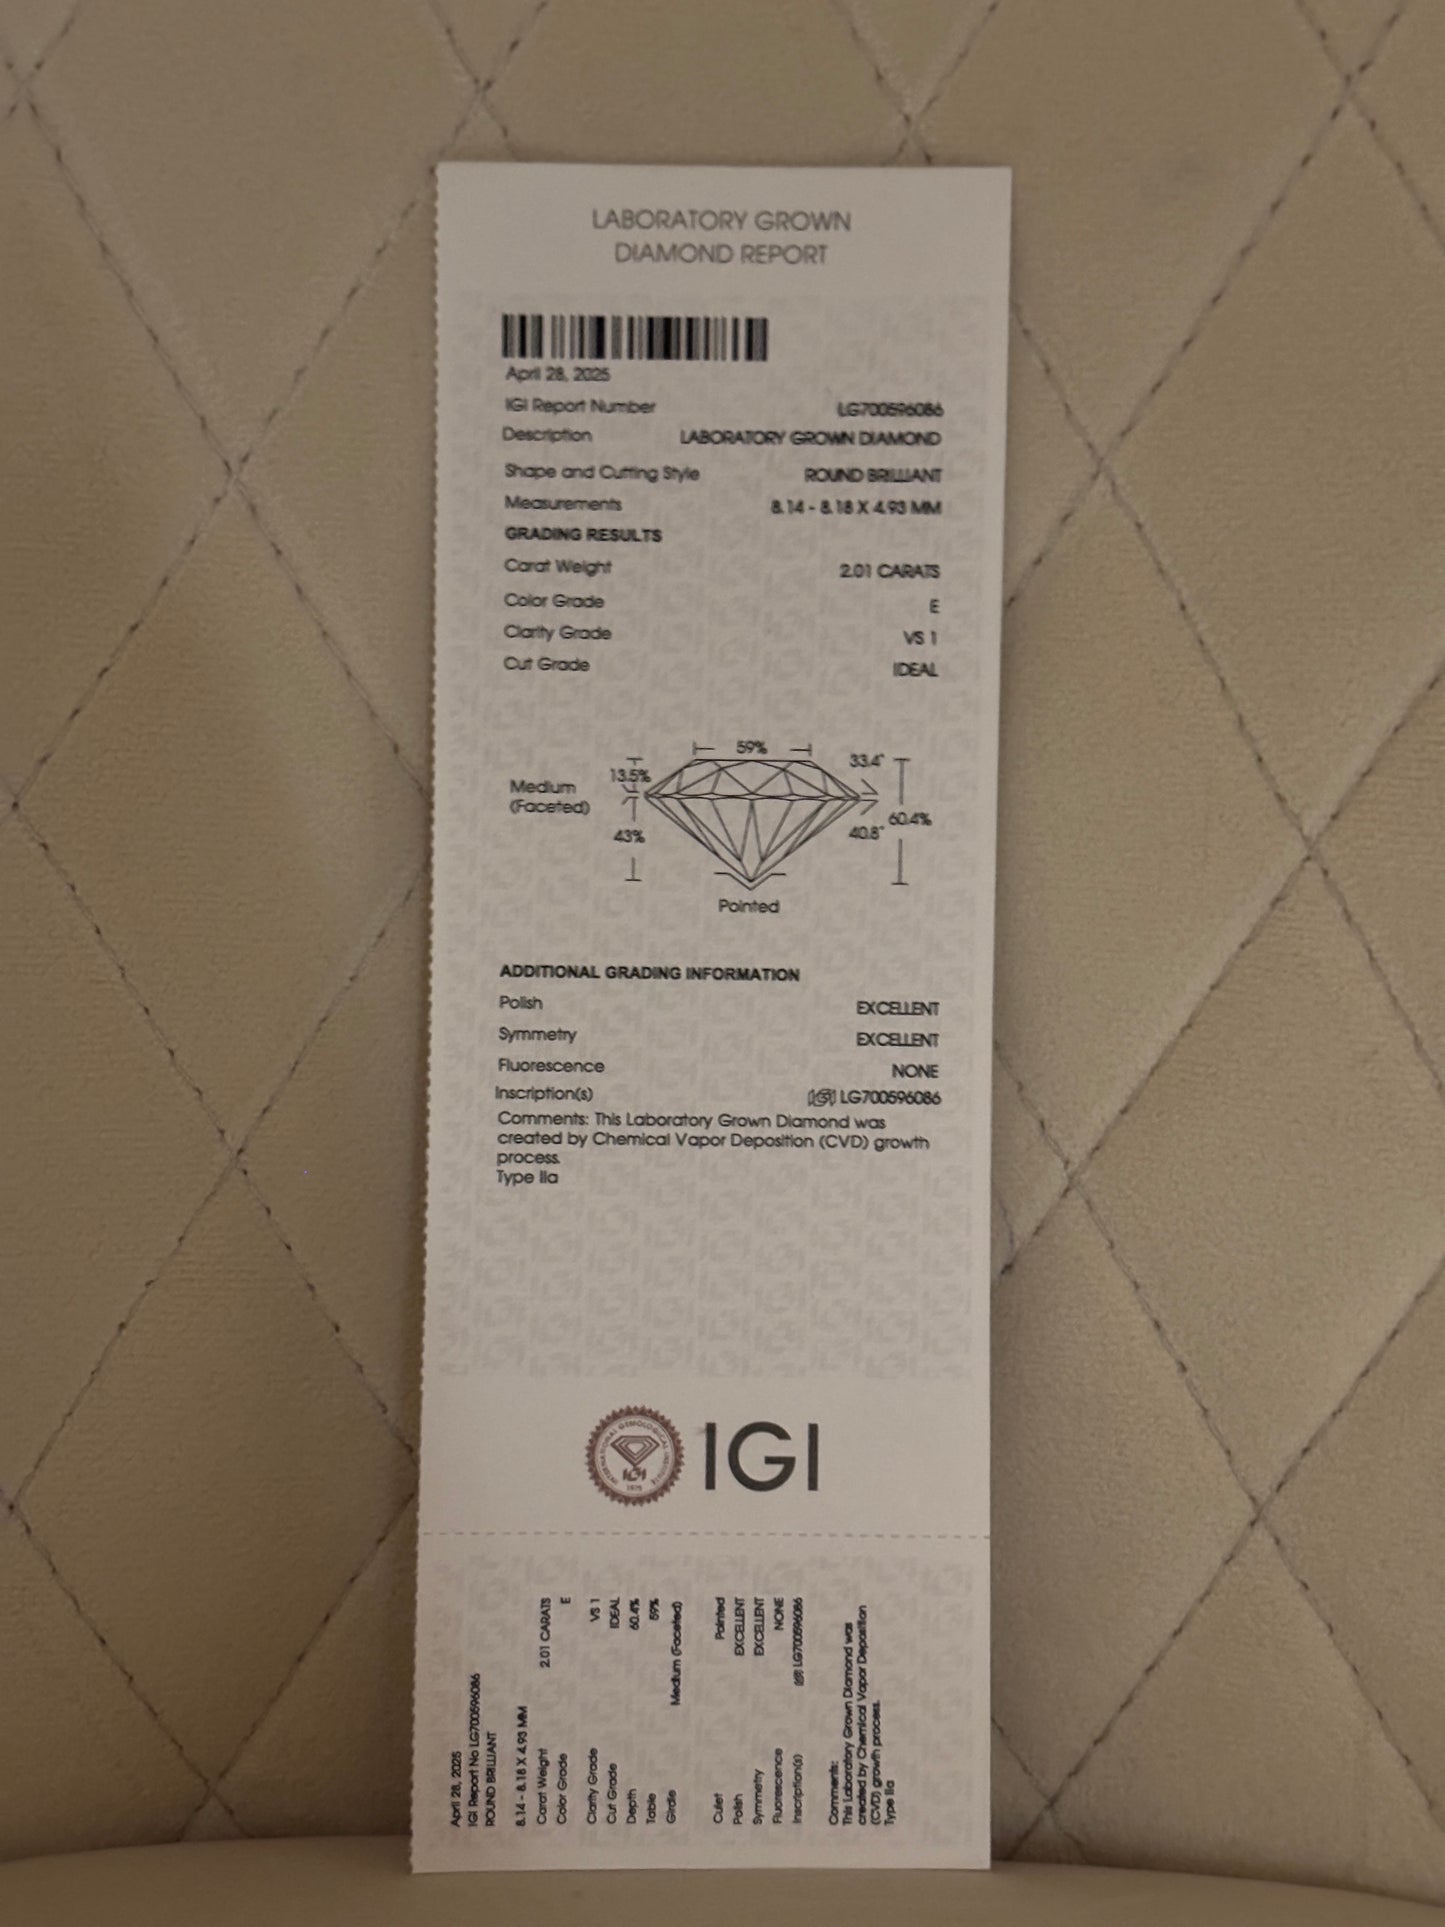 LABORATORY GROWN
DIAMOND REPORT
April 28, 2025
IGI Report Number LG700596086
Description LABORATORY GROWN DIAMOND
Shape and Cutting Style ROUND BRILLIANT
Measurements 8.14 - 8.18 X 4.93 MM
GRADING RESULTS
Carat Weight 2.01 CARATS
Color Grade E
Clarity Grade VS 1
Cut Grade IDEAL
59%
33.4°
13.5%
Medium
(Faceted)
60.4%
43%
40.8°
Pointed
ADDITIONAL GRADING INFORMATION
Polish EXCELLENT
Symmetry EXCELLENT
Fluorescence NONE
Inscription(s) IGI LG700596086
Comments: This Laboratory Grown Diamond was
created by Chemical Vapor Deposition (CVD) growth
process.
Type IIa
INTERNATIONAL GEMOLOGICAL INSTITUTE
IGI
1975
IGI
April 28, 2025
IGI Report No LG700596086
ROUND BRILLIANT
8.14 - 8.18 X 4.93 MM
Carat Weight 2.01 CARATS
Color Grade E
Clarity Grade VS 1
Cut Grade IDEAL
Depth 60.4%
Table 59%
Girdle Medium (Faceted)
Culet Pointed
Polish EXCELLENT
Symmetry EXCELLENT
Fluorescence NONE
Inscription(s) IGI LG700596086
Comments:
This Laboratory Grown Diamond was
created by Chemical Vapor Deposition
(CVD) growth process.
Type IIa